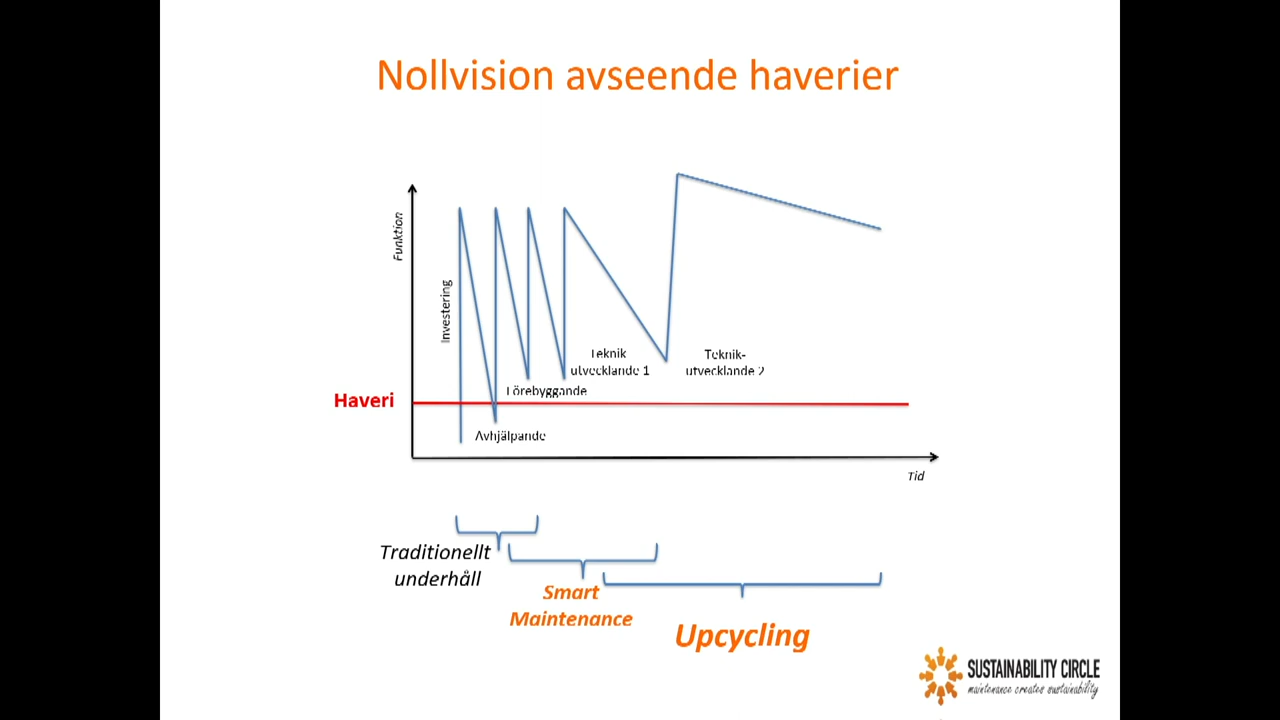 Nollvision avseende haverier
Funktion
Investering
Teknik
utvecklande 1
Teknik-
utvecklande 2
Förebyggande
Haveri
Avhjälpande
Tid
Traditionellt
underhåll
Smart
Maintenance
Upcycling
SUSTAINABILITY CIRCLE
maintenance creates sustainability